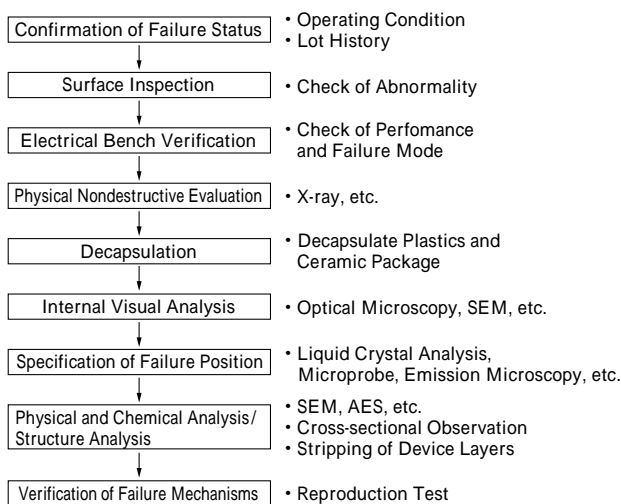 Confirmation of Failure Status
• Operating Condition
• Lot History
Surface Inspection
• Check of Abnormality
Electrical Bench Verification
• Check of Perfomance
and Failure Mode
Physical Nondestructive Evaluation
• X-ray, etc.
Decapsulation
• Decapsulate Plastics and
Ceramic Package
Internal Visual Analysis
• Optical Microscopy, SEM, etc.
Specification of Failure Position
• Liquid Crystal Analysis,
Microprobe, Emission Microscopy, etc.
Physical and Chemical Analysis/
Structure Analysis
• SEM, AES, etc.
• Cross-sectional Observation
• Stripping of Device Layers
Verification of Failure Mechanisms
• Reproduction Test